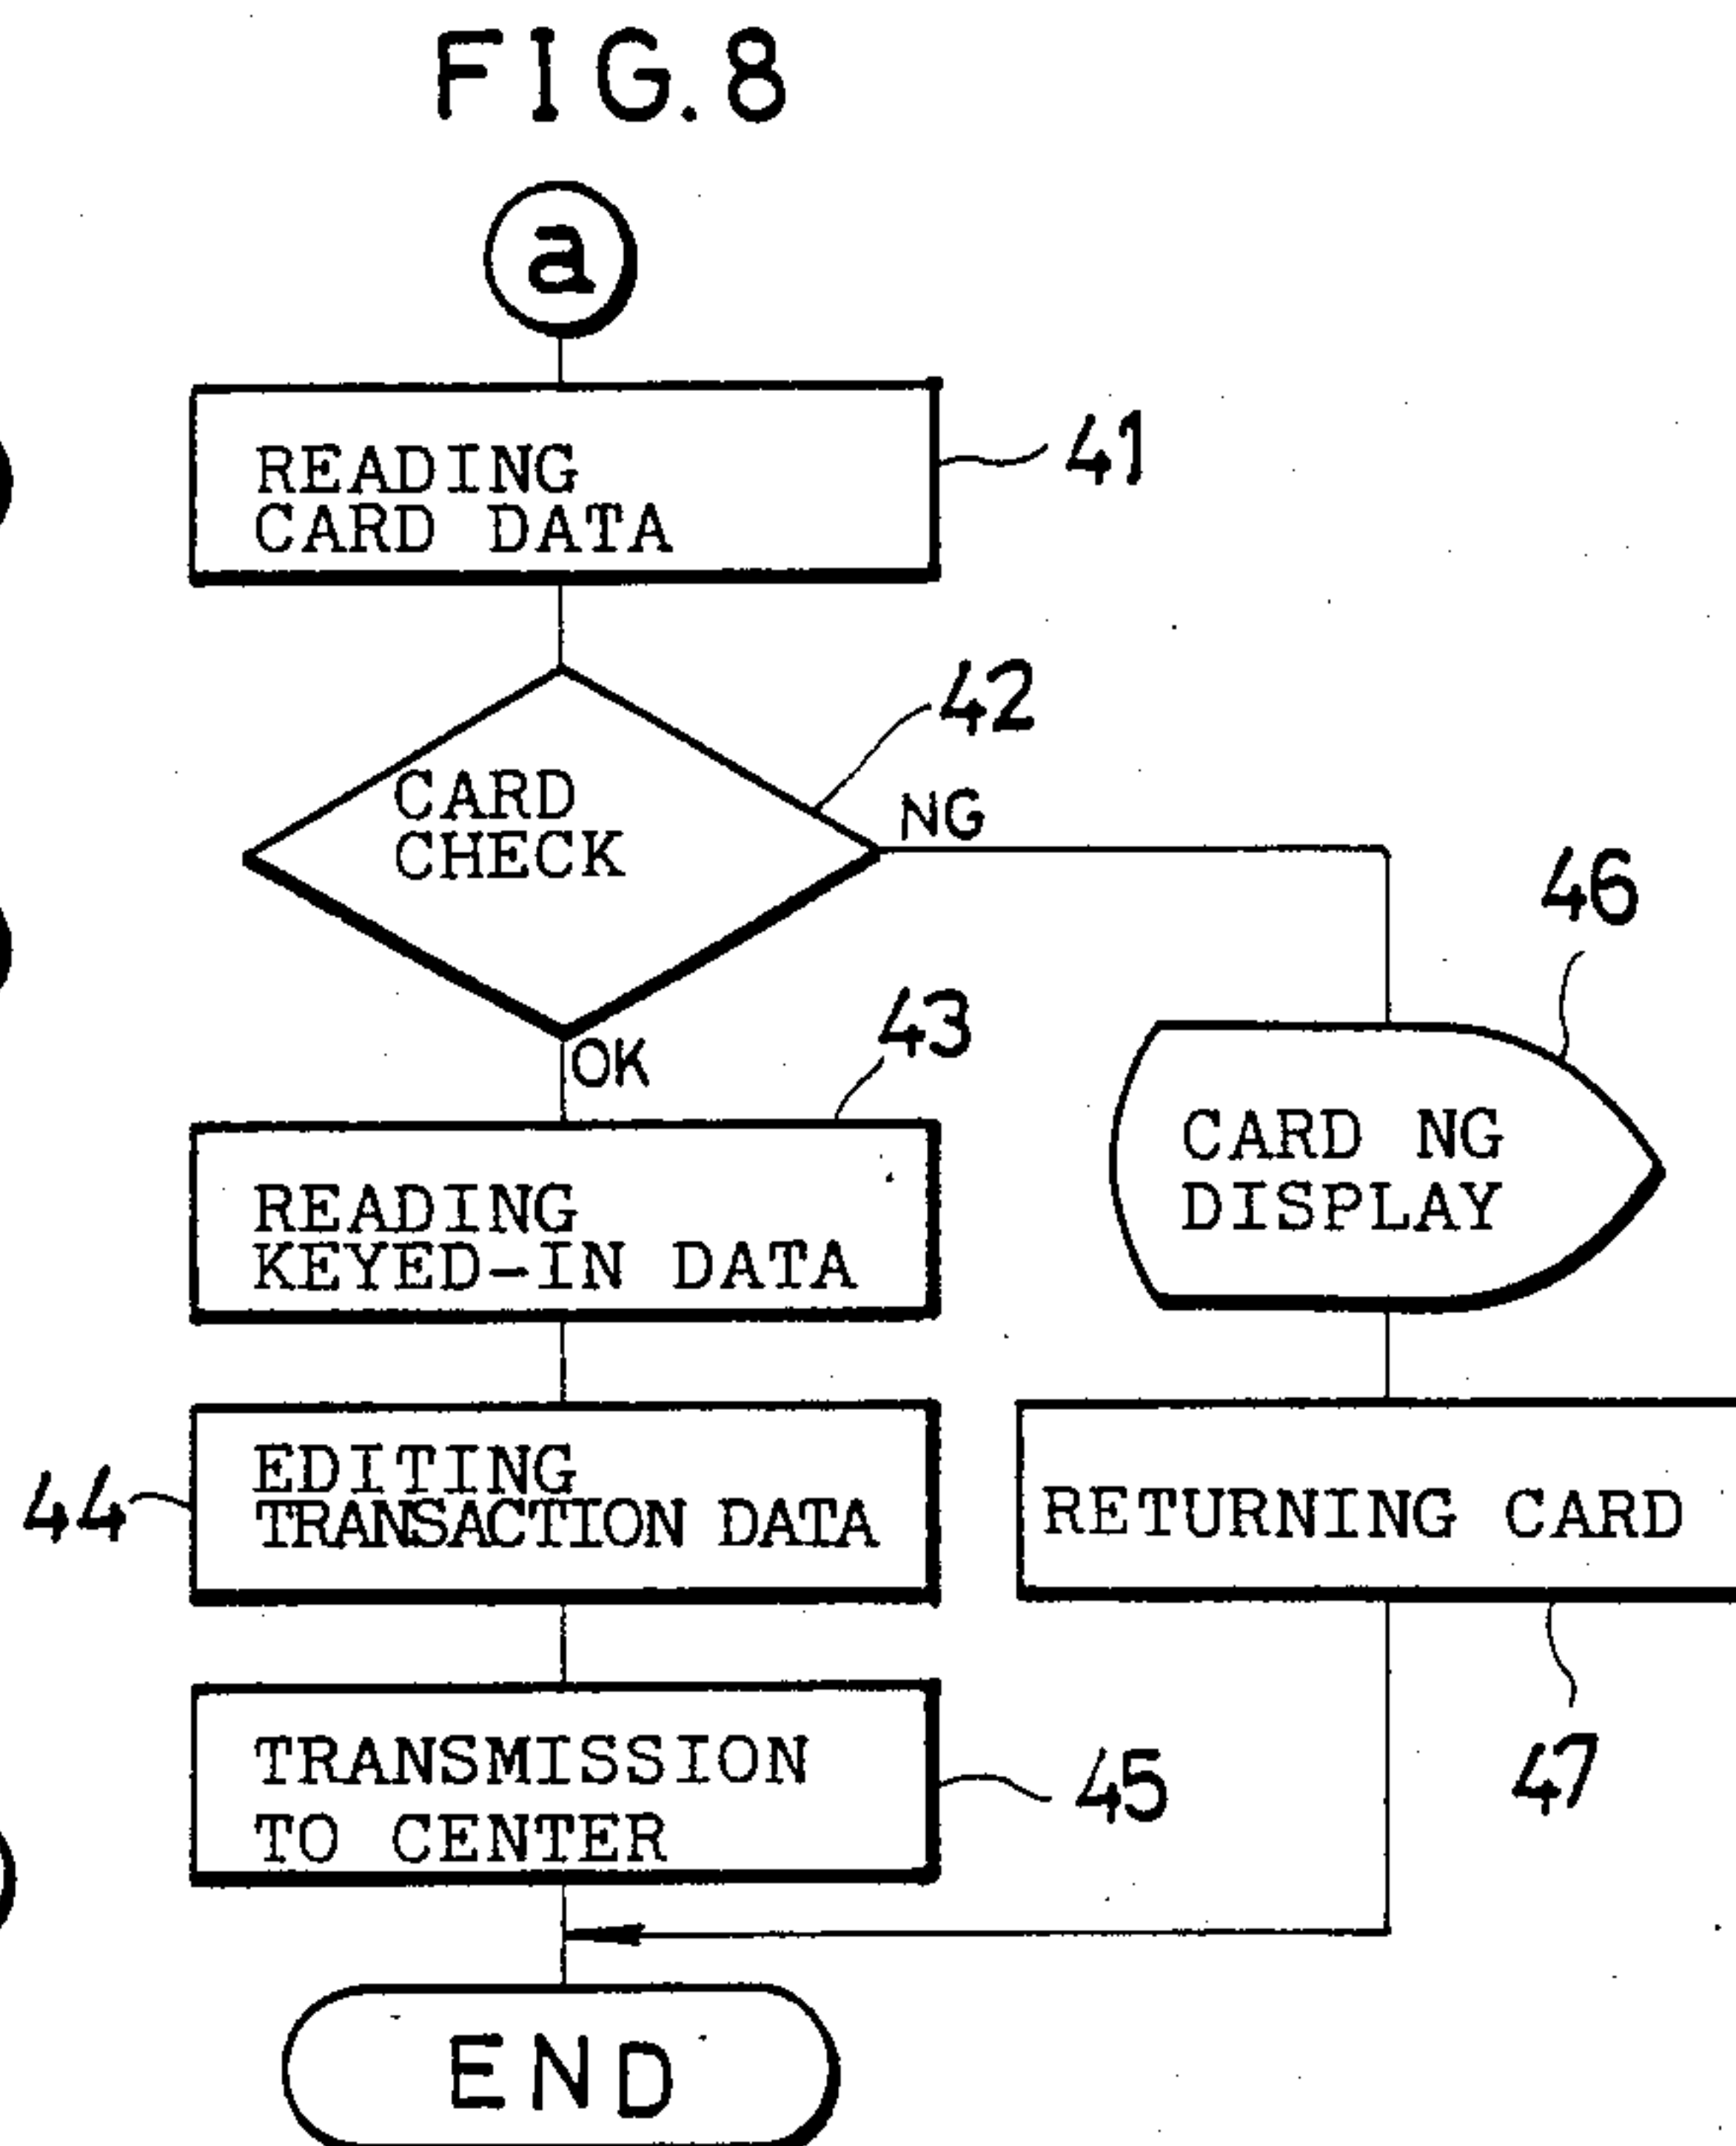 FIG.8
a
READING
CARD DATA
41
CARD
CHECK
42
NG
OK
43
READING
KEYED-IN DATA
46
CARD NG
DISPLAY
44
EDITING
TRANSACTION DATA
RETURNING CARD
47
TRANSMISSION
TO CENTER
45
END